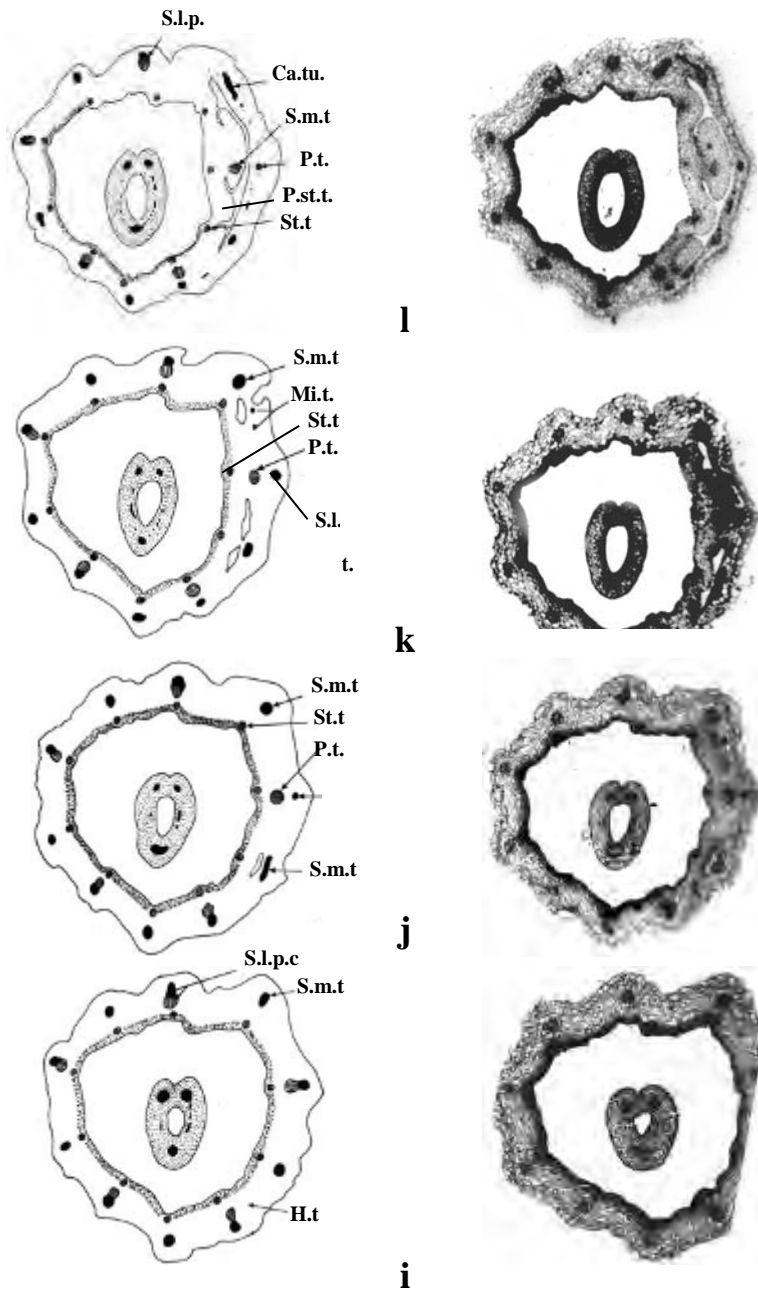 S.l.p.
Ca.tu.
S.m.t
P.t.
P.st.t.
St.t
l
S.m.t
Mi.t.
St.t
P.t.
S.l.
t.
k
S.m.t
St.t
P.t.
S.m.t
j
S.l.p.c
S.m.t
H.t
i